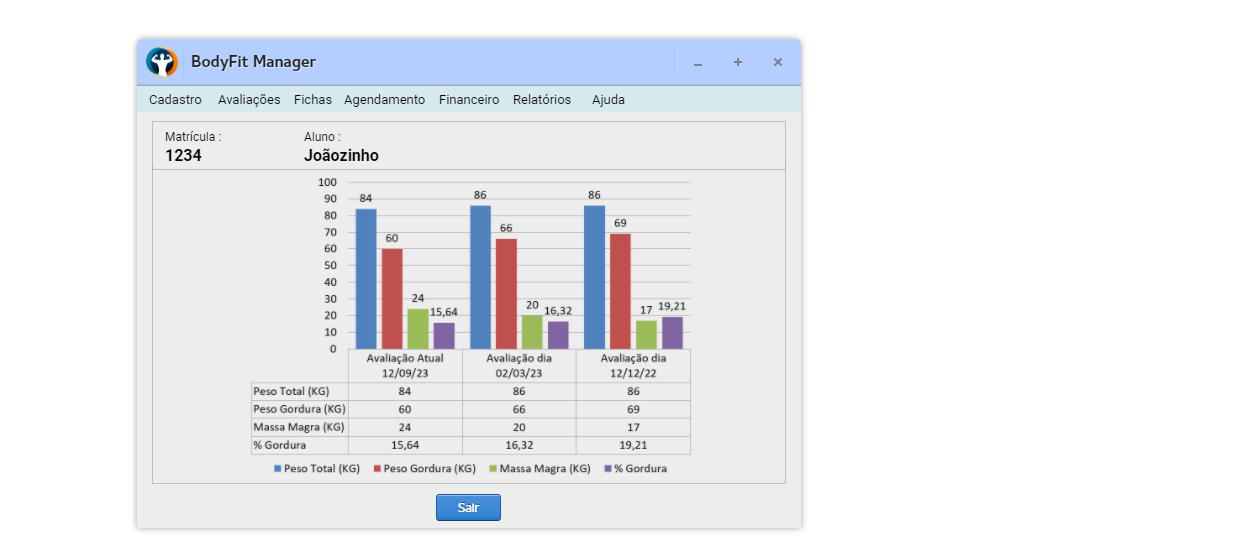 BodyFit Manager
Cadastro Avaliações Fichas Agendamento Financeiro Relatórios Ajuda
Matrícula : Aluno :
1234 Joãozinho
100
90
80
70
60
50
40
30
20
10
0
84 60 24 15,64
86 66 20 16,32
86 69 17 19,21
Avaliação Atual Avaliação dia Avaliação dia
12/09/23 02/03/23 12/12/22
Peso Total (KG) 84 86 86
Peso Gordura (KG) 60 66 69
Massa Magra (KG) 24 20 17
% Gordura 15,64 16,32 19,21
Peso Total (KG) Peso Gordura (KG) Massa Magra (KG) % Gordura
Sair